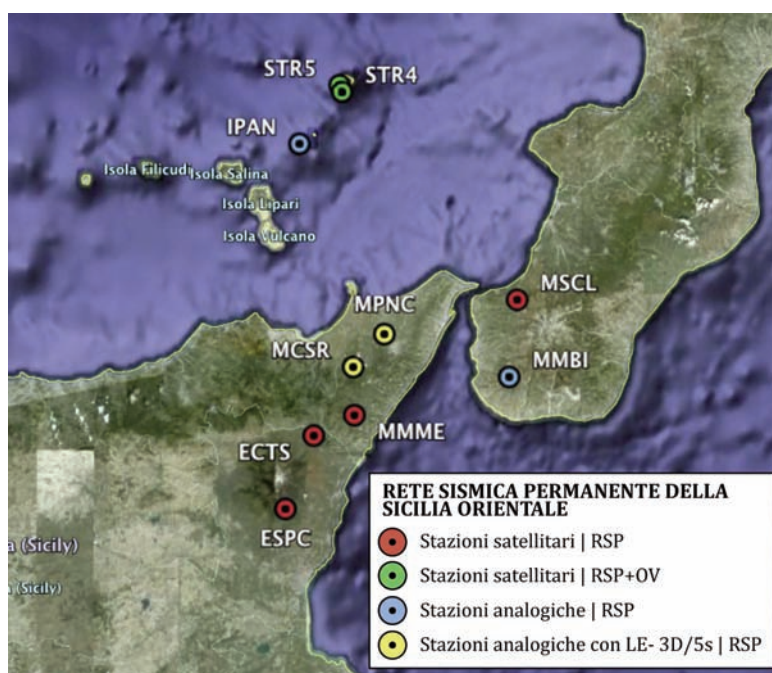 STR5
STR4
IPAN
Isola Filicudi
Isola Salina
Isola Lipari
Isola Vulcano
MPNC
MSCL
MCSR
MMBI
MMME
ECTS
ESPC
a (Sicily)
a (Sicily)
RETE SISMICA PERMANENTE DELLA
SICILIA ORIENTALE
Stazioni satellitari | RSP
Stazioni satellitari | RSP+OV
Stazioni analogiche | RSP
Stazioni analogiche con LE- 3D/5s | RSP